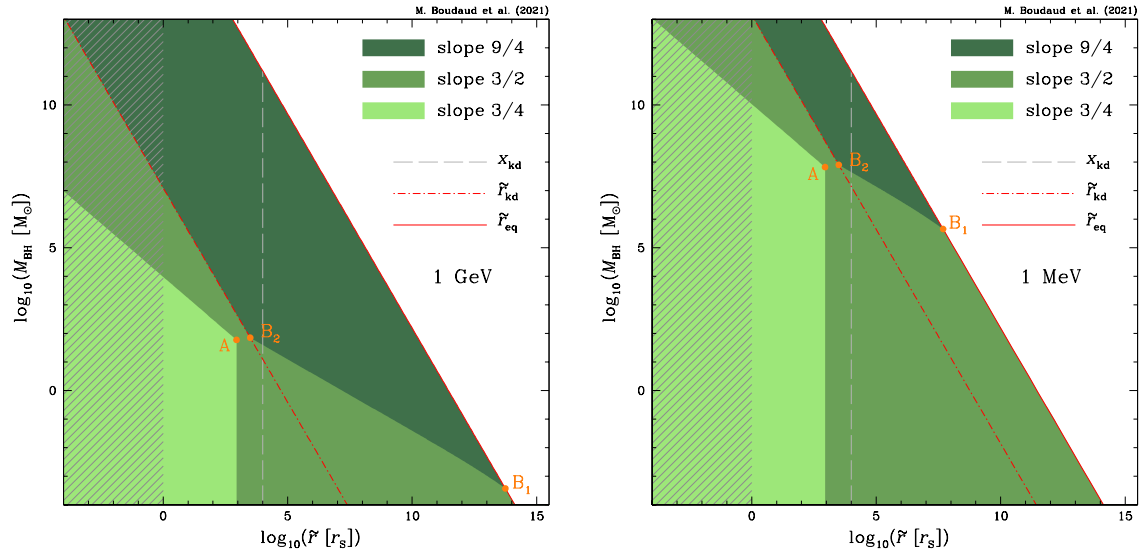 M. Boudaud et al. (2021)
slope 9/4
slope 3/2
slope 3/4
x_kd
r̃_kd
r̃_eq
1 GeV
A
B₂
B₁
10
5
0
0
5
10
15
log₁₀(M_BH [M_⊙])
log₁₀(r̃ [r_S])
M. Boudaud et al. (2021)
slope 9/4
slope 3/2
slope 3/4
x_kd
r̃_kd
r̃_eq
1 MeV
A
B₂
B₁
10
5
0
0
5
10
15
log₁₀(M_BH [M_⊙])
log₁₀(r̃ [r_S])